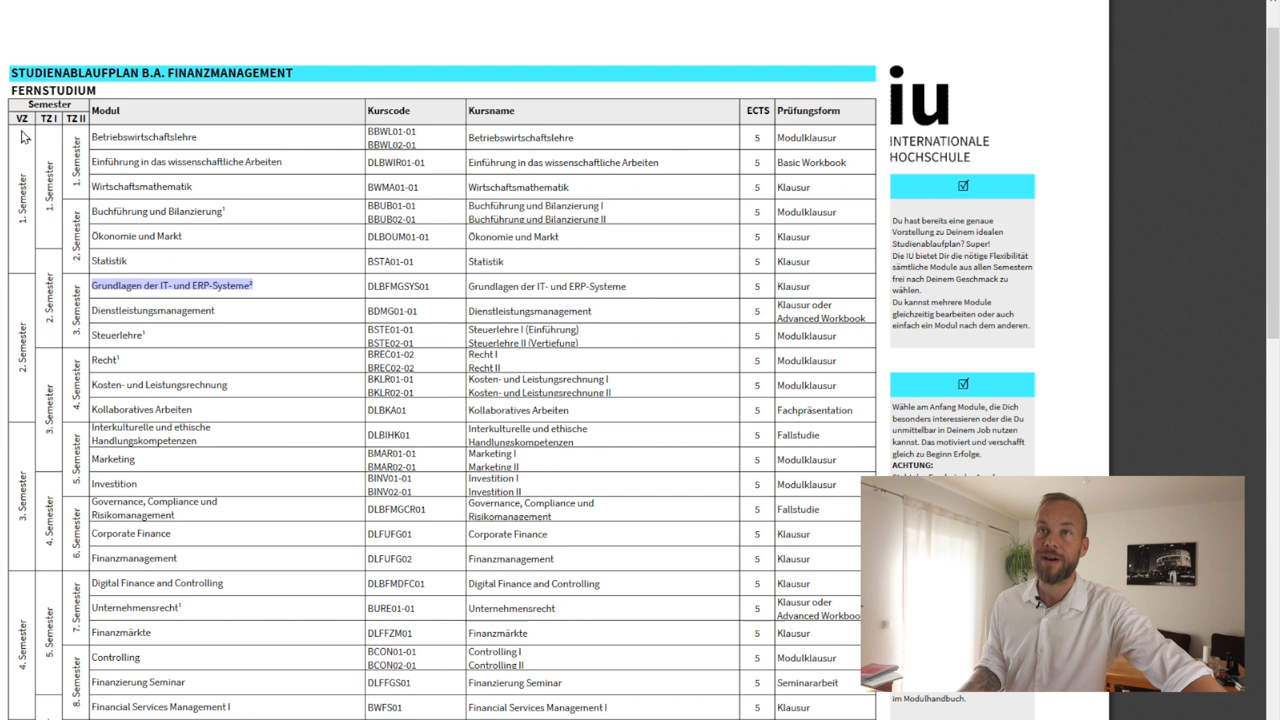 STUDIENABLAUFPLAN B.A. FINANZMANAGEMENT
FERNSTUDIUM
Semester
VZ TZ I TZ II Modul Kurscode Kursname ECTS Prüfungsform
Betriebswirtschaftslehre BBWL01-01 BBWL02-01 Betriebswirtschaftslehre 5 Modulklausur
Einführung in das wissenschaftliche Arbeiten DLBWIR01-01 Einführung in das wissenschaftliche Arbeiten 5 Basic Workbook
Wirtschaftsmathematik BWMA01-01 Wirtschaftsmathematik 5 Klausur
Buchführung und Bilanzierung¹ BBUB01-01 BBUB02-01 Buchführung und Bilanzierung I Buchführung und Bilanzierung II 5 Modulklausur
Ökonomie und Markt DLBOUM01-01 Ökonomie und Markt 5 Klausur
Statistik BSTA01-01 Statistik 5 Klausur
Grundlagen der IT- und ERP-Systeme² DLBFMGSYS01 Grundlagen der IT- und ERP-Systeme 5 Klausur
Dienstleistungsmanagement BDMG01-01 Dienstleistungsmanagement 5 Klausur oder Advanced Workbook
Steuerlehre¹ BSTE01-01 BSTE02-01 Steuerlehre I (Einführung) Steuerlehre II (Vertiefung) 5 Modulklausur
Recht¹ BREC01-02 BREC02-02 Recht I Recht II 5 Modulklausur
Kosten- und Leistungsrechnung BKLR01-01 BKLR02-01 Kosten- und Leistungsrechnung I Kosten- und Leistungsrechnung II 5 Modulklausur
Kollaboratives Arbeiten DLBKA01 Kollaboratives Arbeiten 5 Fachpräsentation
Interkulturelle und ethische Handlungskompetenzen DLBIHK01 Interkulturelle und ethische Handlungskompetenzen 5 Fallstudie
Marketing BMAR01-01 BMAR02-01 Marketing I Marketing II 5 Modulklausur
Investition BINV01-01 BINV02-01 Investition I Investition II 5 Modulklausur
Governance, Compliance und Risikomanagement DLBFMGCR01 Governance, Compliance und Risikomanagement 5 Fallstudie
Corporate Finance DLFUFG01 Corporate Finance 5 Klausur
Finanzmanagement DLFUFG02 Finanzmanagement 5 Klausur
Digital Finance and Controlling DLBFMDFC01 Digital Finance and Controlling 5 Klausur
Unternehmensrecht¹ BURE01-01 Unternehmensrecht 5 Klausur oder Advanced Workboo
Finanzmärkte DLFFZM01 Finanzmärkte 5 Klausur
Controlling BCON01-01 BCON02-01 Controlling I Controlling II 5 Modulklausur
Finanzierung Seminar DLFFGS01 Finanzierung Seminar 5 Seminararbeit
Financial Services Management I BWFS01 Financial Services Management I 5 Klausur
1. Semester
2. Semester
3. Semester
4. Semester
1. Semester
2. Semester
3. Semester
4. Semester
5. Semester
1. Semester
2. Semester
3. Semester
4. Semester
5. Semester
6. Semester
7. Semester
8. Semester
iu
INTERNATIONALE
HOCHSCHULE
Du hast bereits eine genaue
Vorstellung zu Deinem idealen
Studienablaufplan? Super!
Die IU bietet Dir die nötige Flexibilität
sämtliche Module aus allen Semestern
frei nach Deinem Geschmack zu
wählen.
Du kannst mehrere Module
gleichzeitig bearbeiten oder auch
einfach ein Modul nach dem anderen.
Wähle am Anfang Module, die Dich
besonders interessieren oder die Du
unmittelbar in Deinem Job nutzen
kannst. Das motiviert und verschafft
gleich zu Beginn Erfolge.
ACHTUNG:
im Modulhandbuch.